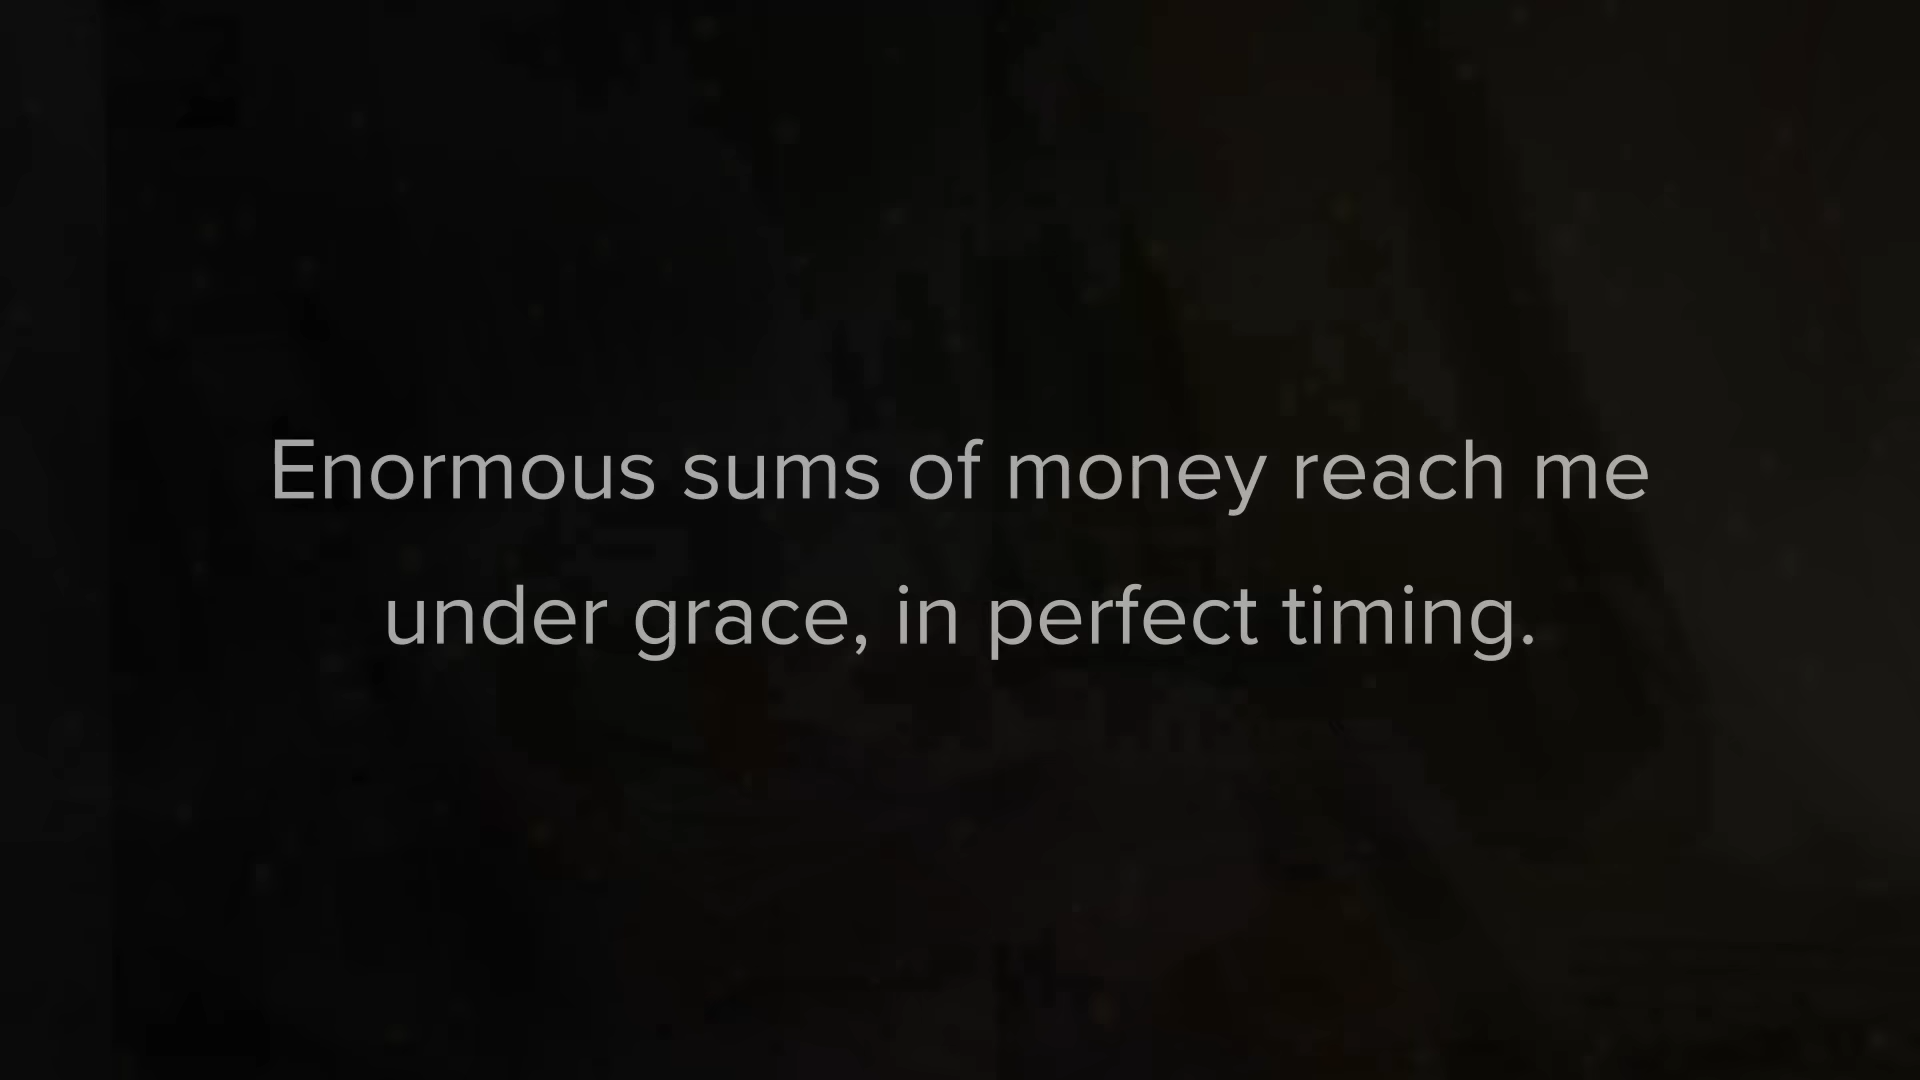 Enormous sums of money reach me
under grace, in perfect timing.